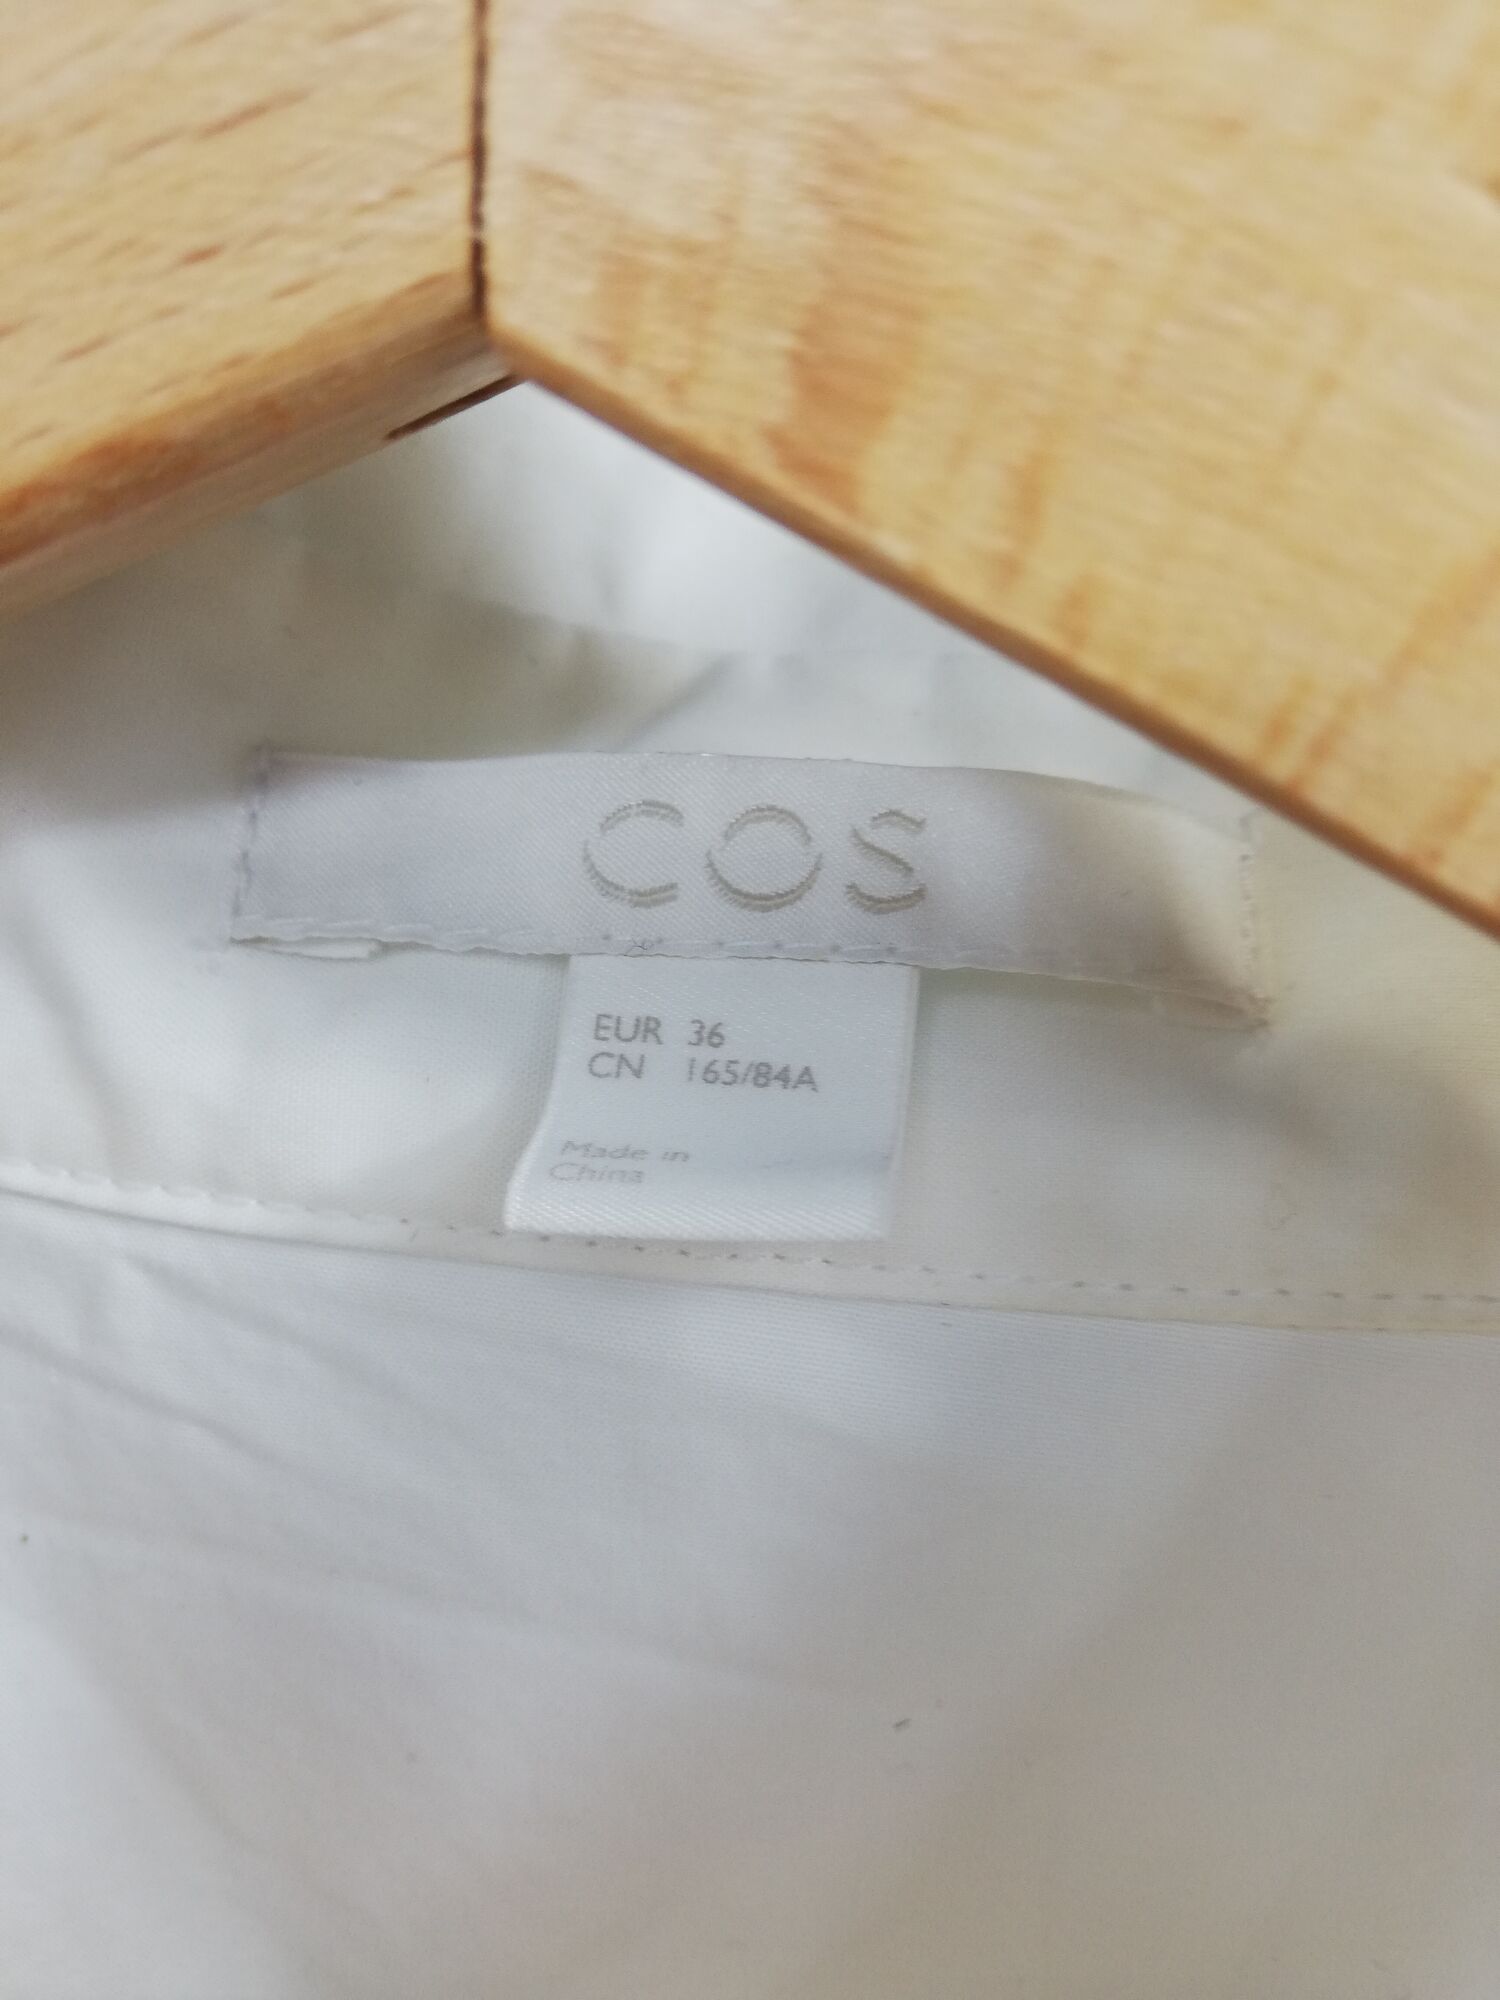 COS
EUR 36
CN 165/84A
Made in
China